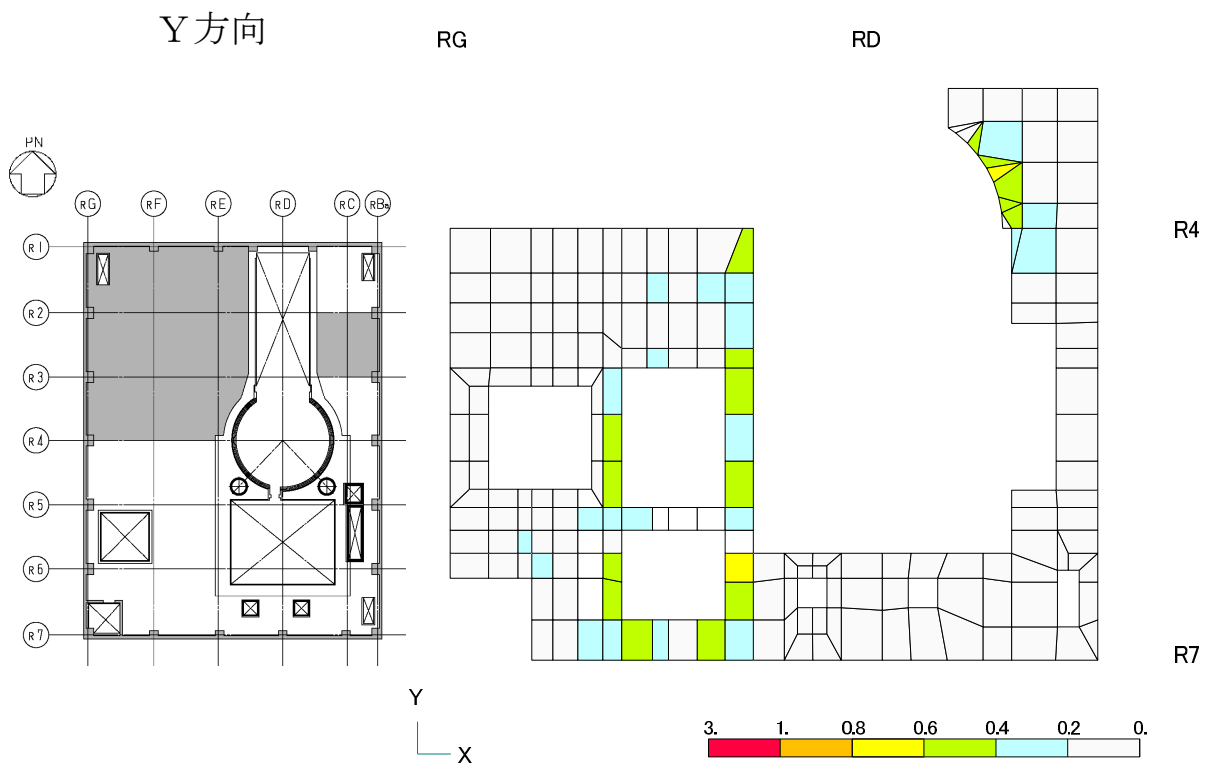 Y方向
RG
RD
PN
RG
RF
RE
RD
RC
RBa
R1
R2
R3
R4
R5
R6
R7
R4
R7
Y
X
3. 1. 0.8 0.6 0.4 0.2 0.